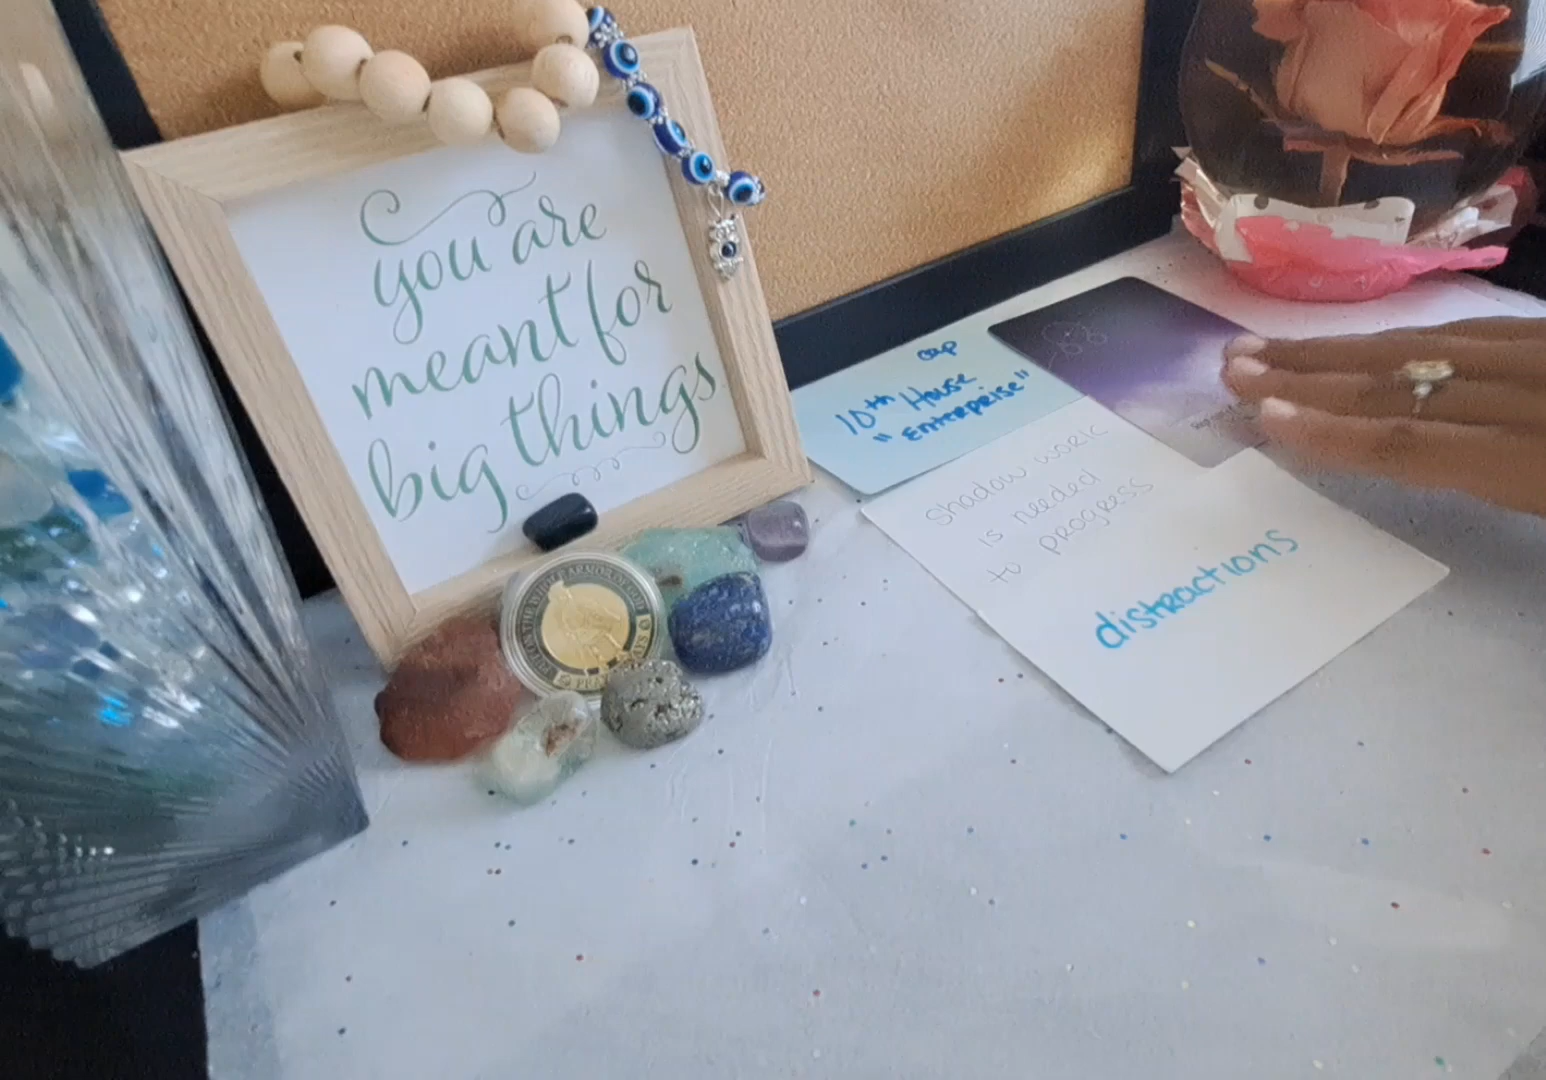 you are
meant for
big things
cap
10th House
"Enterprise"
shadow work
is needed
to progress
distractions